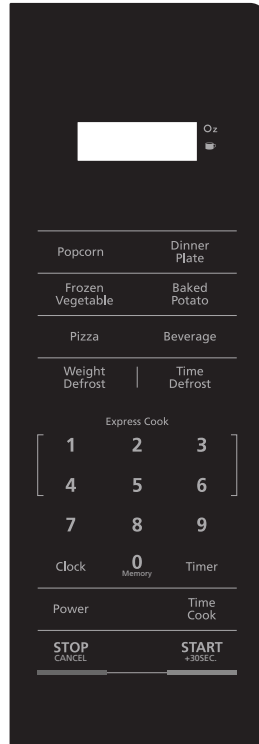 Oz
Popcorn Dinner Plate
Frozen Vegetable Baked Potato
Pizza Beverage
Weight Defrost Time Defrost
Express Cook
1 2 3
4 5 6
7 8 9
Clock 0 Timer
Memory
Power Time Cook
STOP START
CANCEL +30SEC.